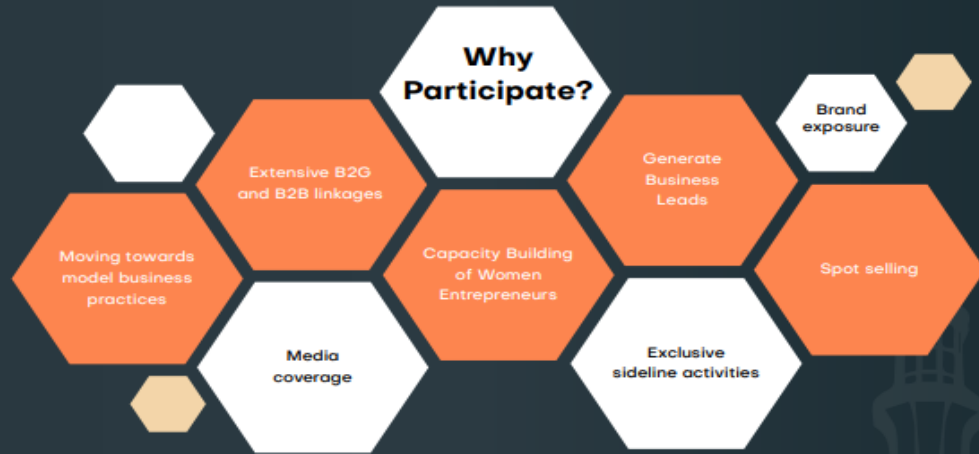 Why
Participate?
Brand
exposure
Extensive B2G
and B2B linkages
Generate
Business
Leads
Moving towards
model business
practices
Capacity Building
of Women
Entrepreneurs
Spot selling
Media
coverage
Exclusive
sideline activities